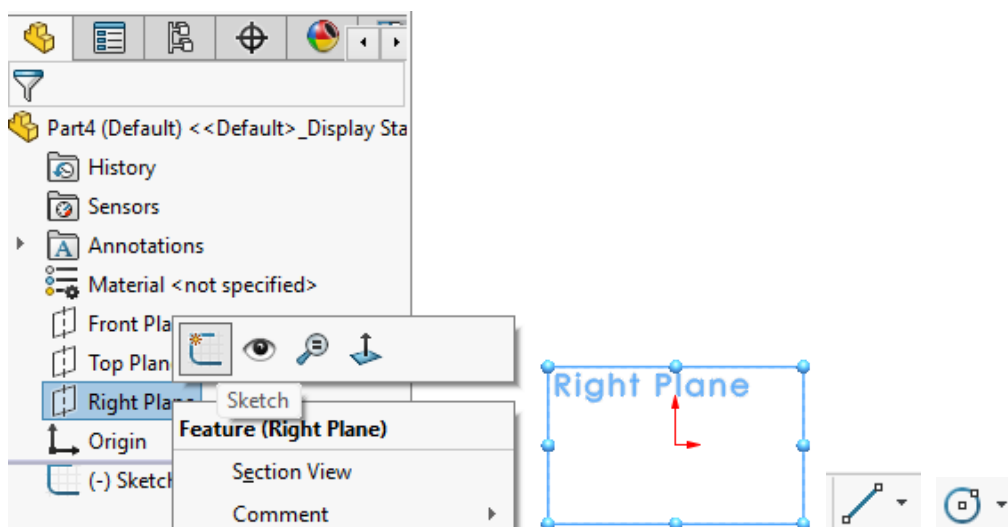 Part4 (Default) <<Default>_Display Sta
History
Sensors
Annotations
Material <not specified>
Front Pla
Top Plan
Right Plane
Sketch
Origin
Feature (Right Plane)
(-) Sketch
Section View
Comment
Right Plane